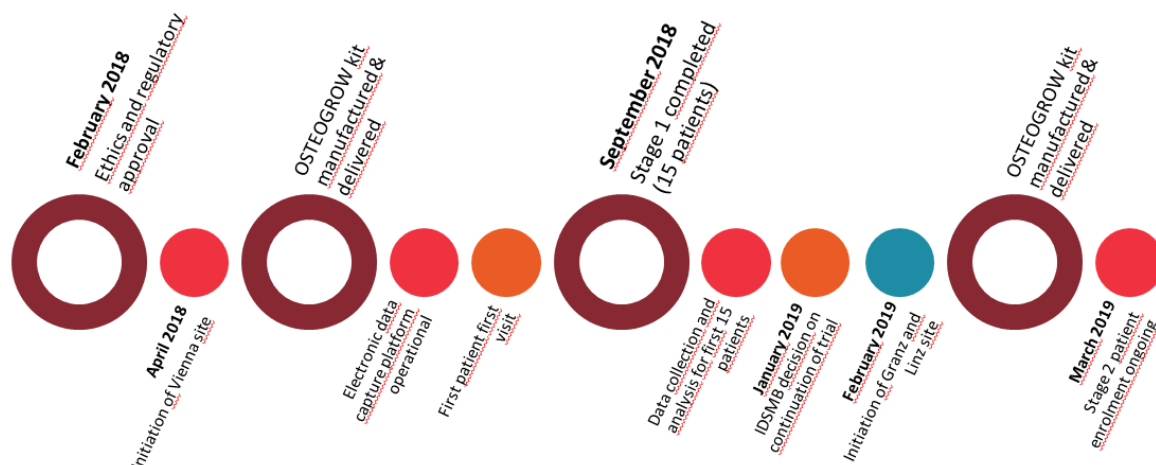 February 2018
Ethics and regulatory
approval
April 2018
Initiation of Vienna site
OSTEOGROW kit
manufactured &
delivered
Electronic data
capture platform
operational
First patient first
visit
September 2018
Stage 1 completed
(15 patients)
Data collection and
analysis for first 15
patients
January 2019
IDSMB decision on
continuation of trial
February 2019
Initiation of Granz and
Linz site
OSTEOGROW kit
manufactured &
delivered
March 2019
Stage 2 patient
enrolment ongoing